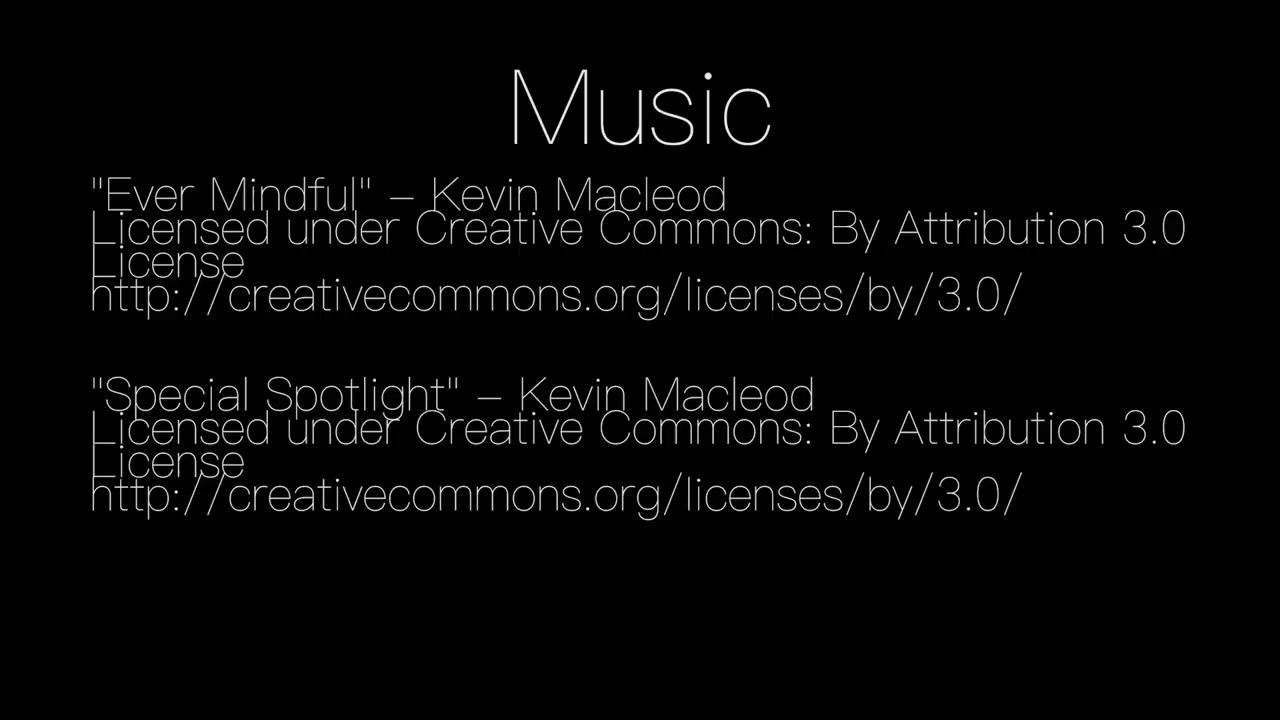 Music
"Ever Mindful" – Kevin Macleod
Licensed under Creative Commons: By Attribution 3.0
License
http://creativecommons.org/licenses/by/3.0/
"Special Spotlight" – Kevin Macleod
Licensed under Creative Commons: By Attribution 3.0
License
http://creativecommons.org/licenses/by/3.0/